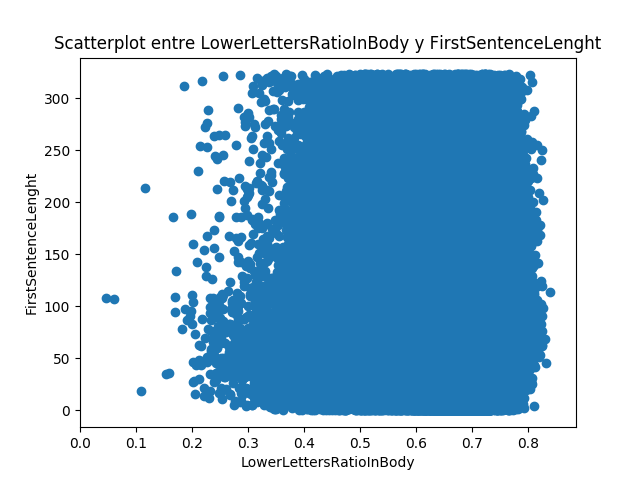 Scatterplot entre LowerLettersRatioInBody y FirstSentenceLenght
FirstSentenceLenght
300
250
200
150
100
50
0
0.0 0.1 0.2 0.3 0.4 0.5 0.6 0.7 0.8
LowerLettersRatioInBody